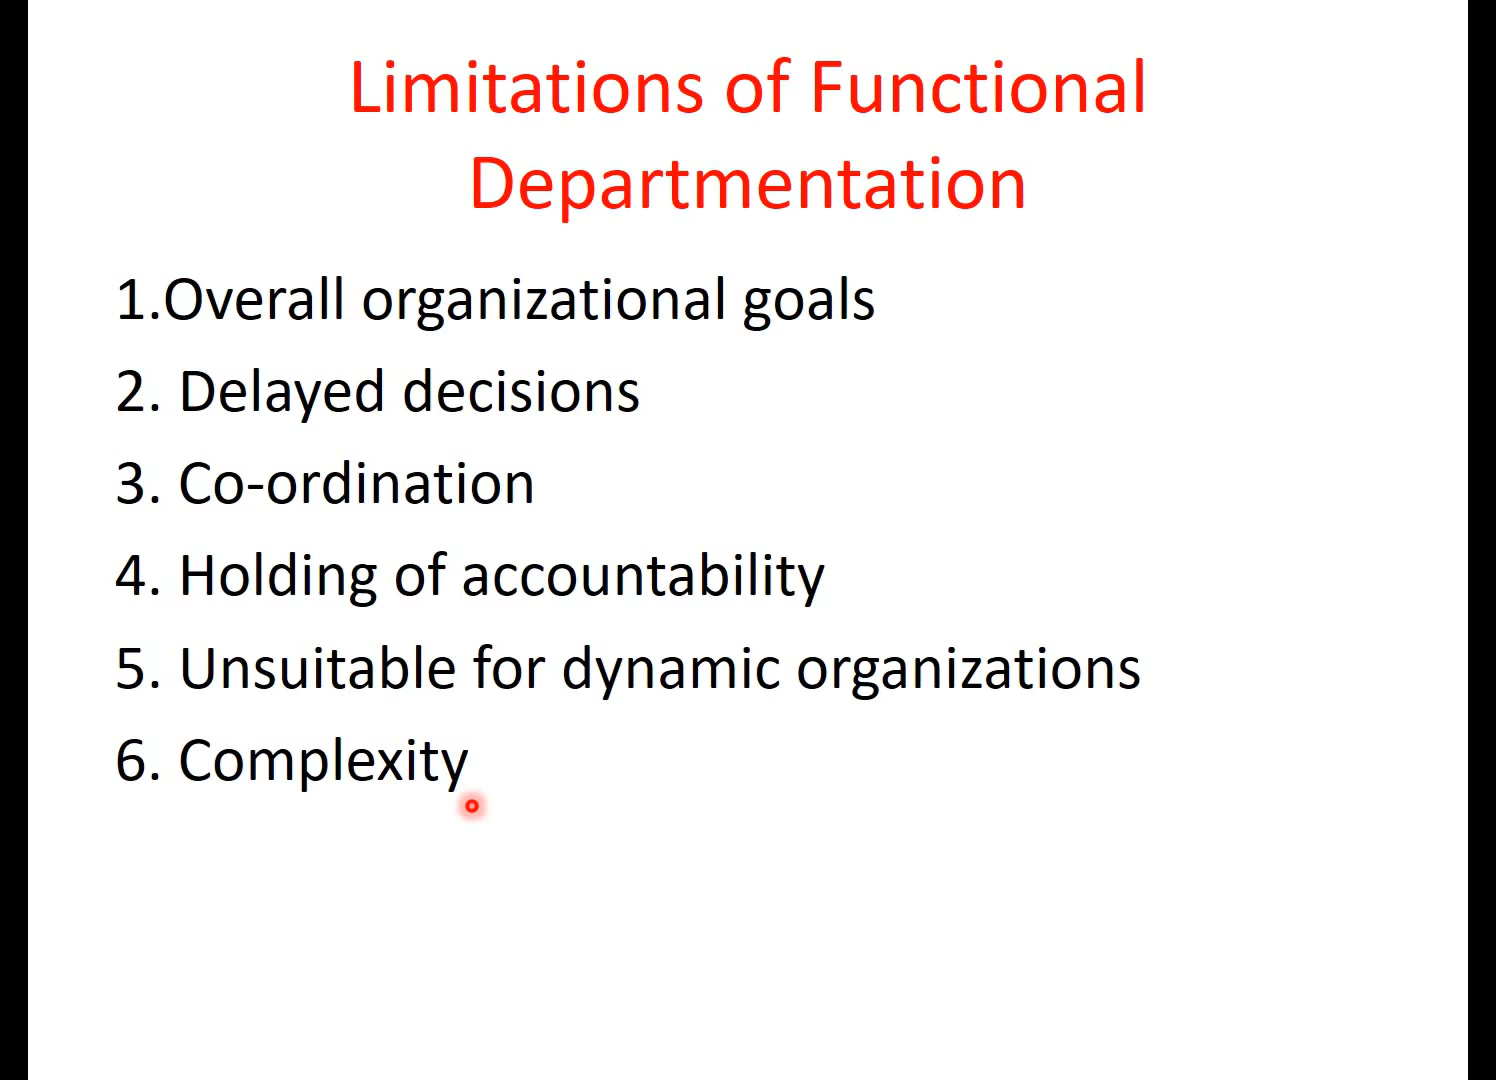 Limitations of Functional
Departmentation
1.Overall organizational goals
2. Delayed decisions
3. Co-ordination
4. Holding of accountability
5. Unsuitable for dynamic organizations
6. Complexity